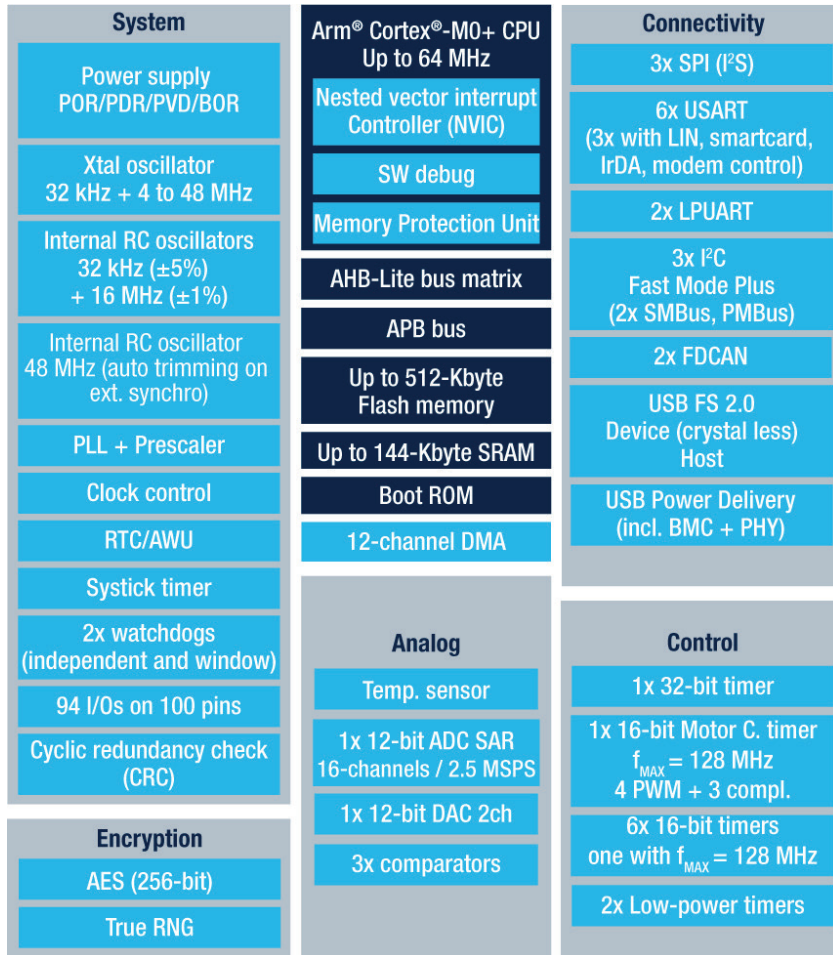 System
Power supply
POR/PDR/PVD/BOR
Xtal oscillator
32 kHz + 4 to 48 MHz
Internal RC oscillators
32 kHz (±5%)
+ 16 MHz (±1%)
Internal RC oscillator
48 MHz (auto trimming on
ext. synchro)
PLL + Prescaler
Clock control
RTC/AWU
Systick timer
2x watchdogs
(independent and window)
94 I/Os on 100 pins
Cyclic redundancy check
(CRC)
Encryption
AES (256-bit)
True RNG
Arm® Cortex®-M0+ CPU
Up to 64 MHz
Nested vector interrupt
Controller (NVIC)
SW debug
Memory Protection Unit
AHB-Lite bus matrix
APB bus
Up to 512-Kbyte
Flash memory
Up to 144-Kbyte SRAM
Boot ROM
12-channel DMA
Analog
Temp. sensor
1x 12-bit ADC SAR
16-channels / 2.5 MSPS
1x 12-bit DAC 2ch
3x comparators
Connectivity
3x SPI (I²S)
6x USART
(3x with LIN, smartcard,
IrDA, modem control)
2x LPUART
3x I²C
Fast Mode Plus
(2x SMBus, PMBus)
2x FDCAN
USB FS 2.0
Device (crystal less)
Host
USB Power Delivery
(incl. BMC + PHY)
Control
1x 32-bit timer
1x 16-bit Motor C. timer
fMAX = 128 MHz
4 PWM + 3 compl.
6x 16-bit timers
one with fMAX = 128 MHz
2x Low-power timers